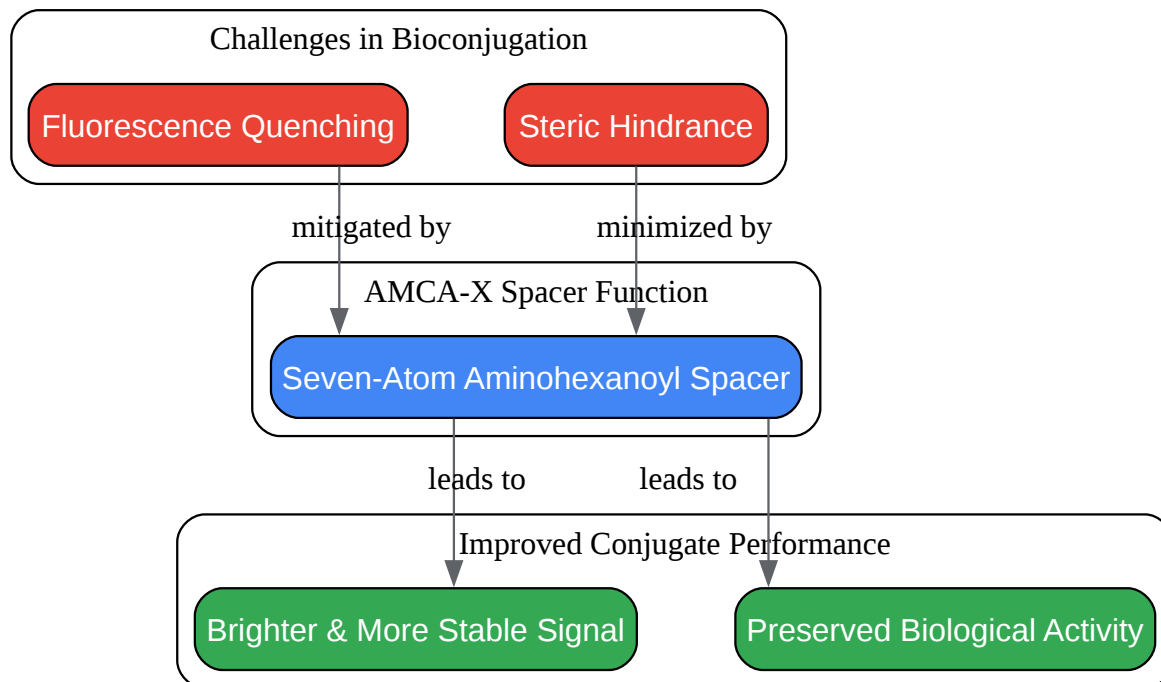 Challenges in Bioconjugation
Fluorescence Quenching
Steric Hindrance
mitigated by
minimized by
AMCA-X Spacer Function
Seven-Atom Aminohexanoyl Spacer
leads to
leads to
Improved Conjugate Performance
Brighter & More Stable Signal
Preserved Biological Activity